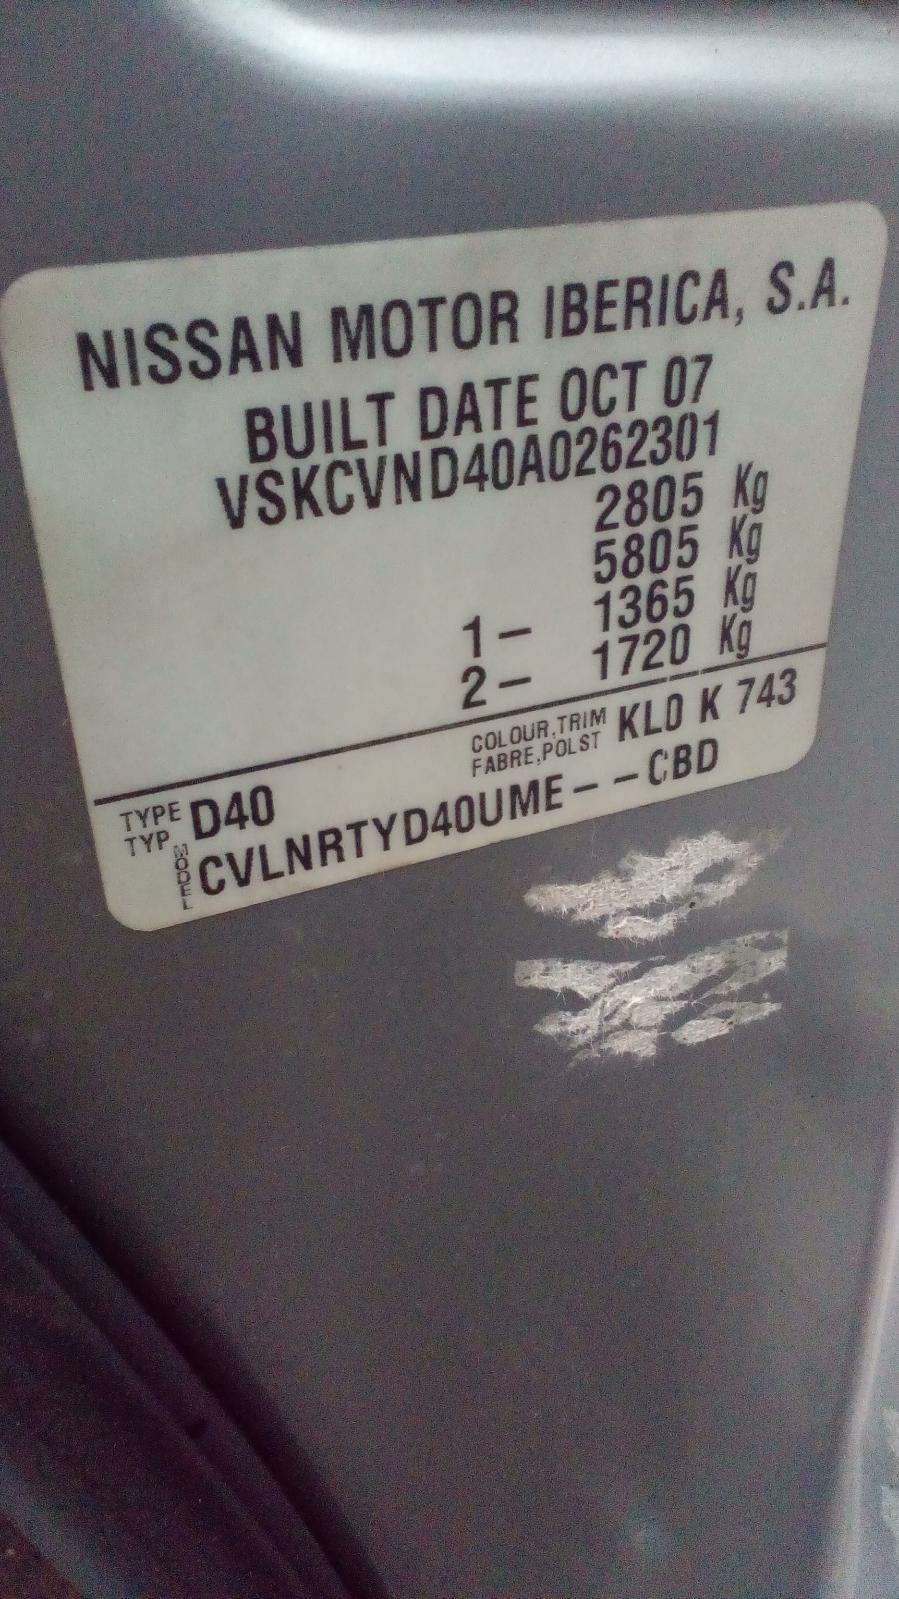 NISSAN MOTOR IBERICA, S.A.
BUILT DATE OCT 07
VSKCVND40A0262301
2805 Kg
5805 Kg
1- 1365 Kg
2- 1720 Kg
COLOUR,TRIM
FABRE,POLST
KL0 K 743
TYPE
TYP
D40
MODEL
CVLNRTYD40UME--CBD